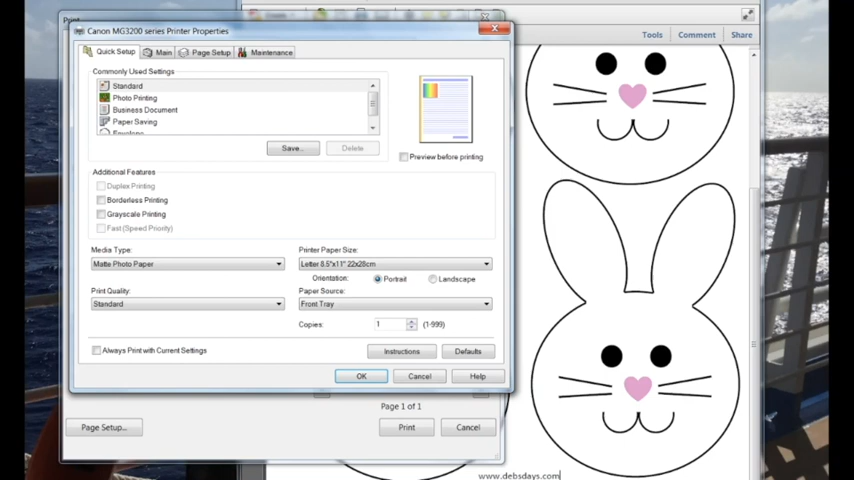 Print
Canon MG3200 series Printer Properties
Tools Comment Share
Quick Setup Main Page Setup Maintenance
Commonly Used Settings
Standard
Photo Printing
Business Document
Paper Saving
Envelope
Save... Delete
Preview before printing
Additional Features
Duplex Printing
Borderless Printing
Grayscale Printing
Fast (Speed Priority)
Media Type: Printer Paper Size:
Matte Photo Paper Letter 8.5"x11" 22x28cm
Orientation: Portrait Landscape
Print Quality: Paper Source:
Standard Front Tray
Copies: 1 (1-999)
Always Print with Current Settings Instructions Defaults
OK Cancel Help
Page 1 of 1
Page Setup... Print Cancel
www.debsdays.com